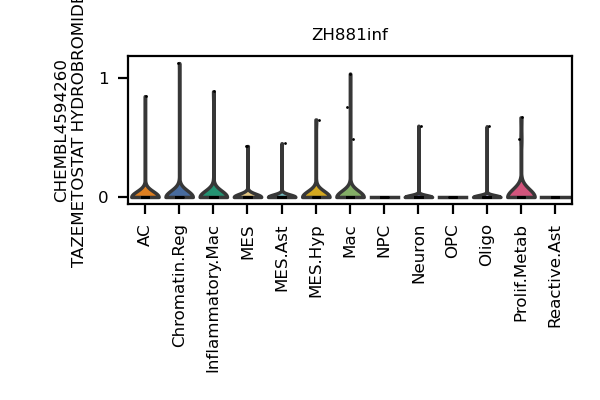 ZH881inf
CHEMBL4594260
TAZEMETOSTAT HYDROBROMIDE
1
0
AC
Chromatin.Reg
Inflammatory.Mac
MES
MES.Ast
MES.Hyp
Mac
NPC
Neuron
OPC
Oligo
Prolif.Metab
Reactive.Ast